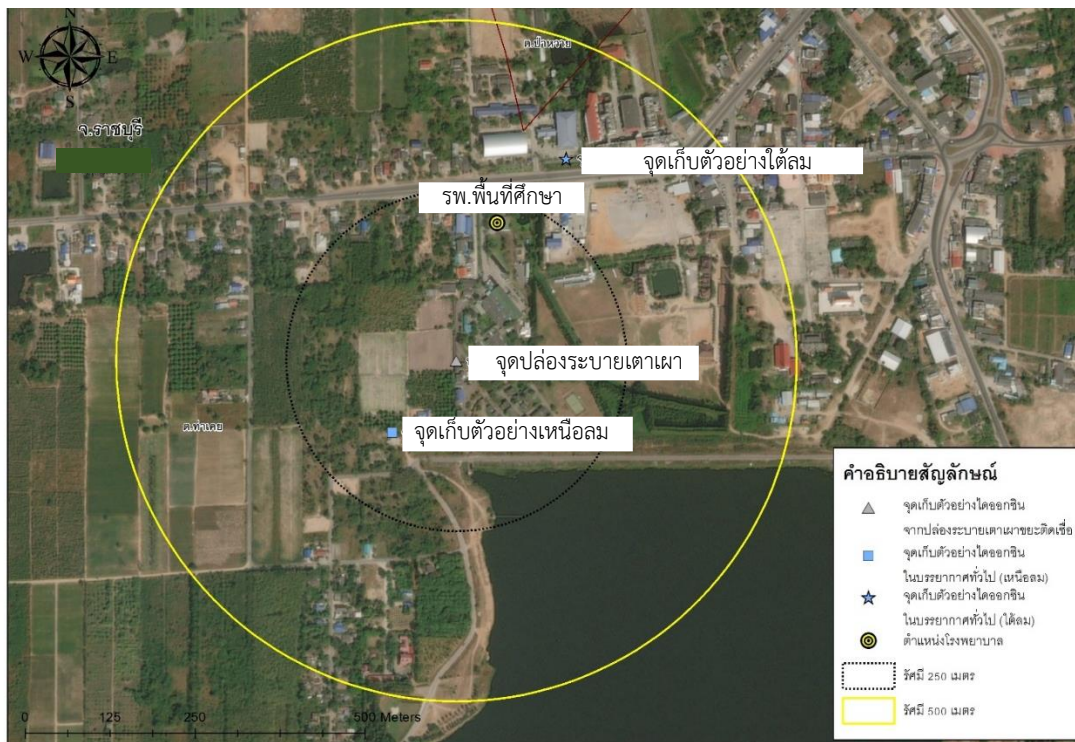 N
W E
S
ต.ป่าหวาย
จ.ราชบุรี
จุดเก็บตัวอย่างใต้ลม
รพ.พื้นที่ศึกษา
จุดปล่องระบายเตาเผา
จุดเก็บตัวอย่างเหนือลม
ต.ท่าเคย
คำอธิบายสัญลักษณ์
จุดเก็บตัวอย่างไดออกซิน
จากปล่องระบายเตาเผาขยะติดเชื้อ
จุดเก็บตัวอย่างไดออกซิน
ในบรรยากาศทั่วไป (เหนือลม)
จุดเก็บตัวอย่างไดออกซิน
ในบรรยากาศทั่วไป (ใต้ลม)
ตำแหน่งโรงพยาบาล
รัศมี 250 เมตร
รัศมี 500 เมตร
0 125 250 500 Meters